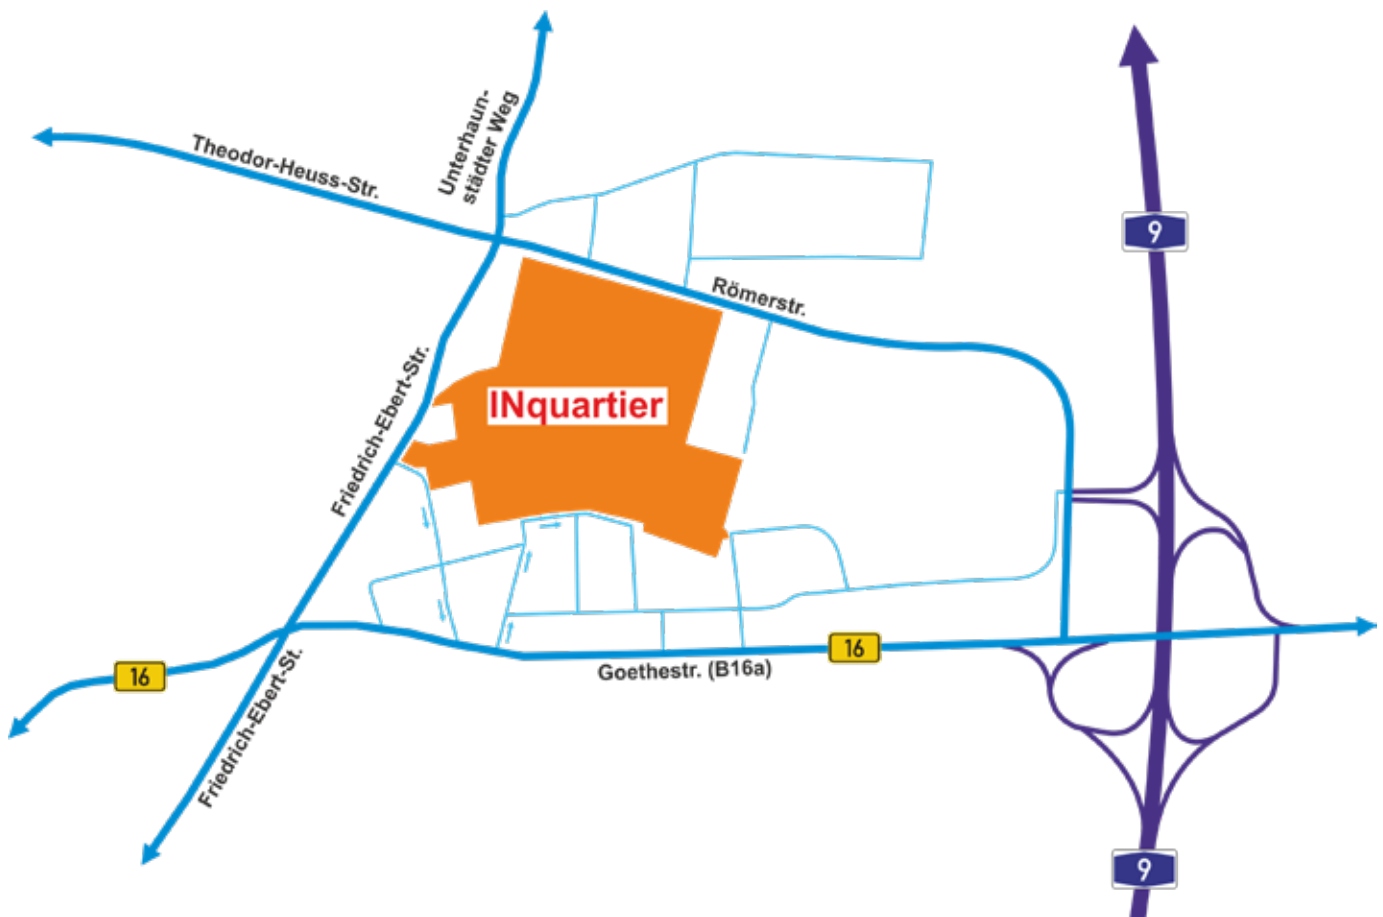 Unterhaun-
städter Weg
Theodor-Heuss-Str.
9
Römerstr.
Friedrich-Ebert-Str.
INquartier
16
16
Goethestr. (B16a)
Friedrich-Ebert-St.
9